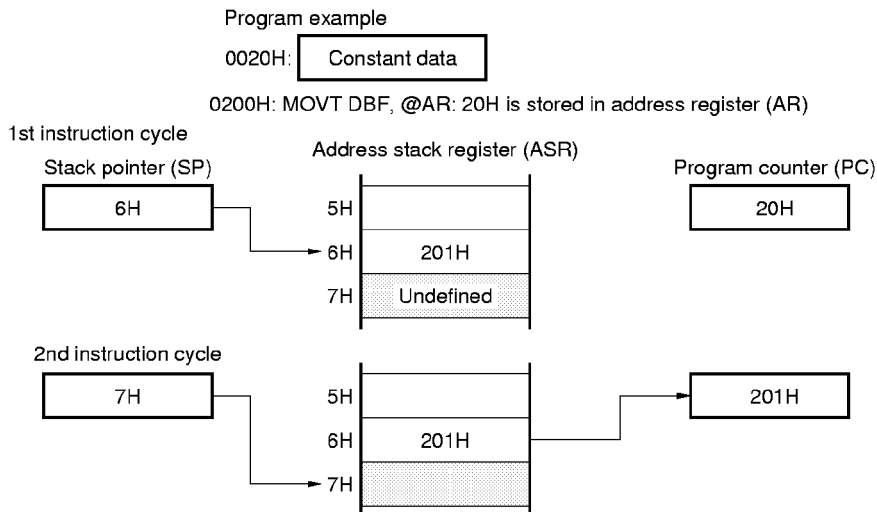 Program example
0020H: Constant data
0200H: MOVT DBF, @AR: 20H is stored in address register (AR)
1st instruction cycle
Stack pointer (SP)
Address stack register (ASR)
Program counter (PC)
6H
5H
20H
6H 201H
7H Undefined
2nd instruction cycle
7H
5H
201H
6H 201H
7H